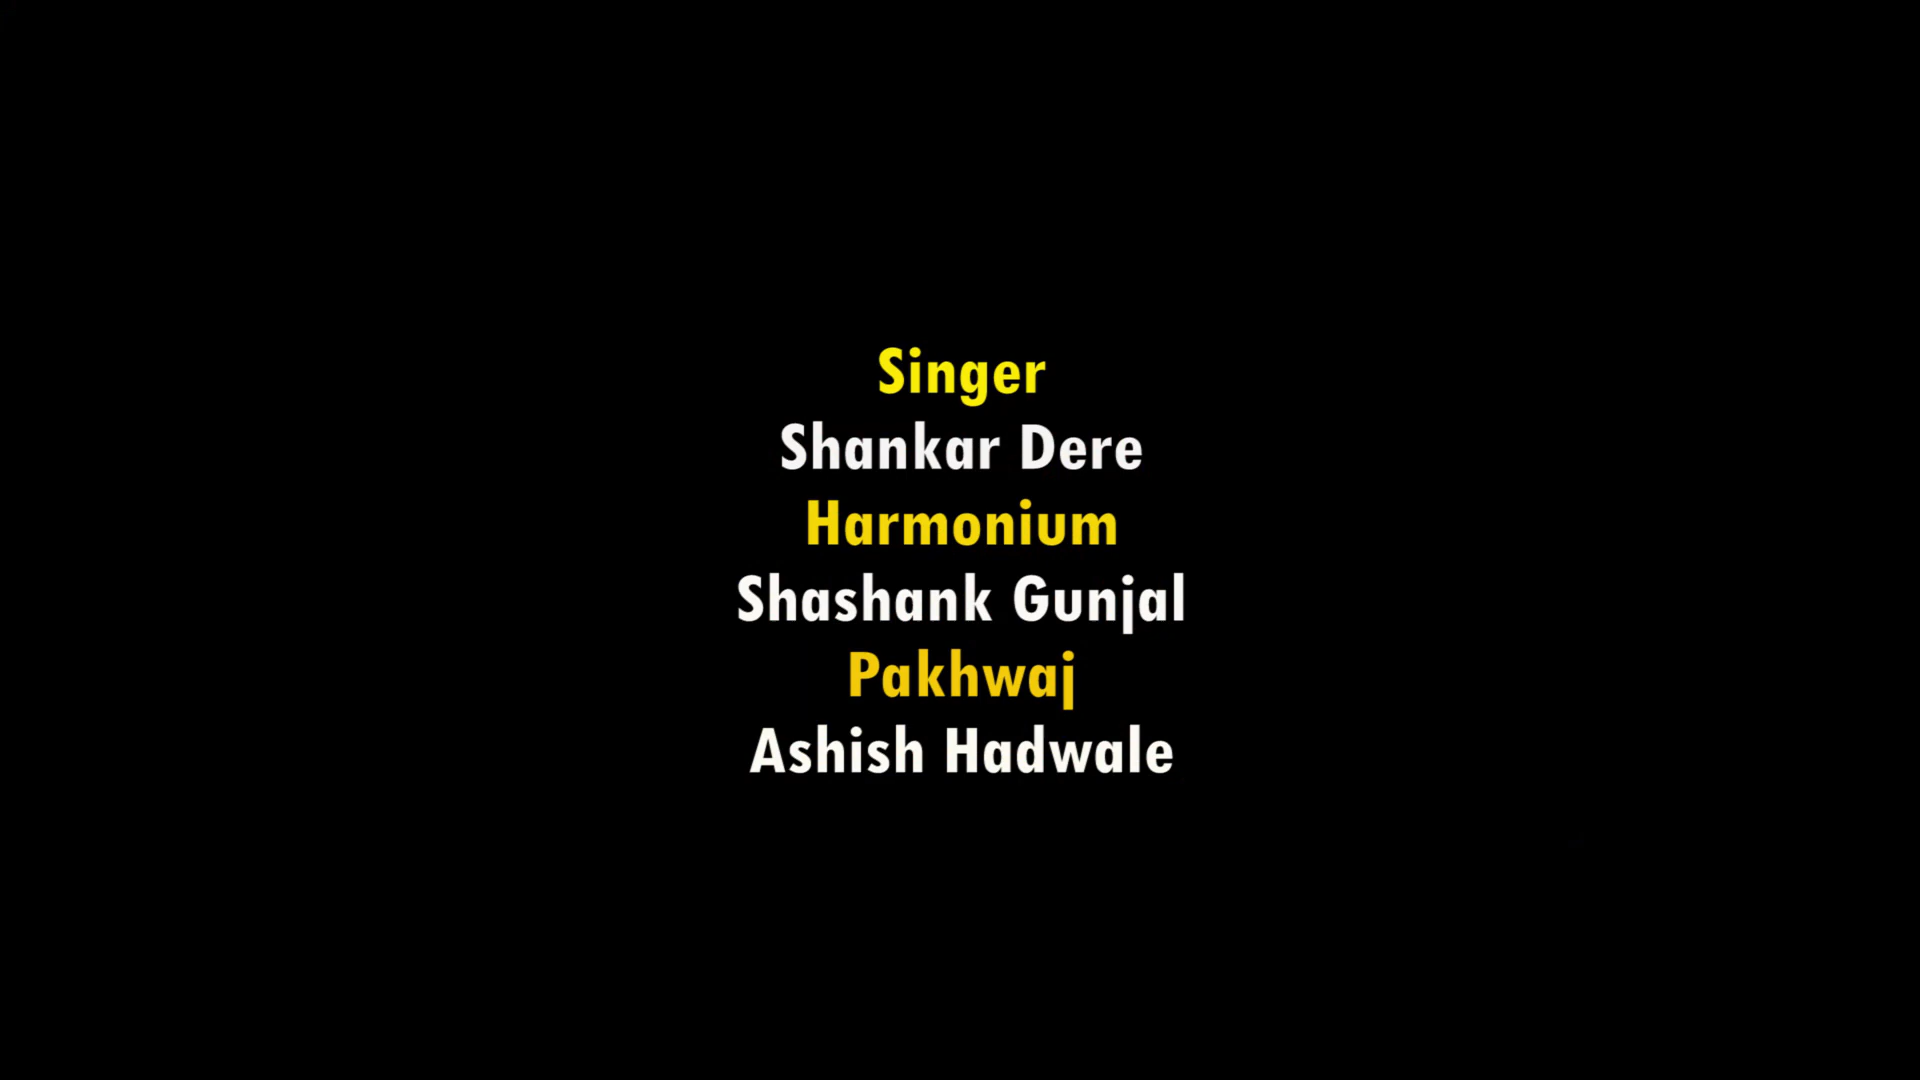 Singer
Shankar Dere
Harmonium
Shashank Gunjal
Pakhwaj
Ashish Hadwale